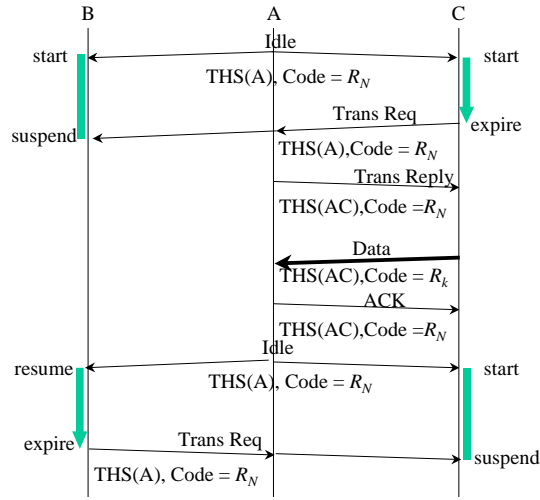 B A C
Idle
start start
THS(A), Code = R_N
Trans Req
expire
suspend
THS(A),Code = R_N
Trans Reply
THS(AC),Code =R_N
Data
THS(AC),Code = R_k
ACK
THS(AC),Code =R_N
Idle
resume start
THS(A), Code = R_N
Trans Req
expire
suspend
THS(A), Code = R_N